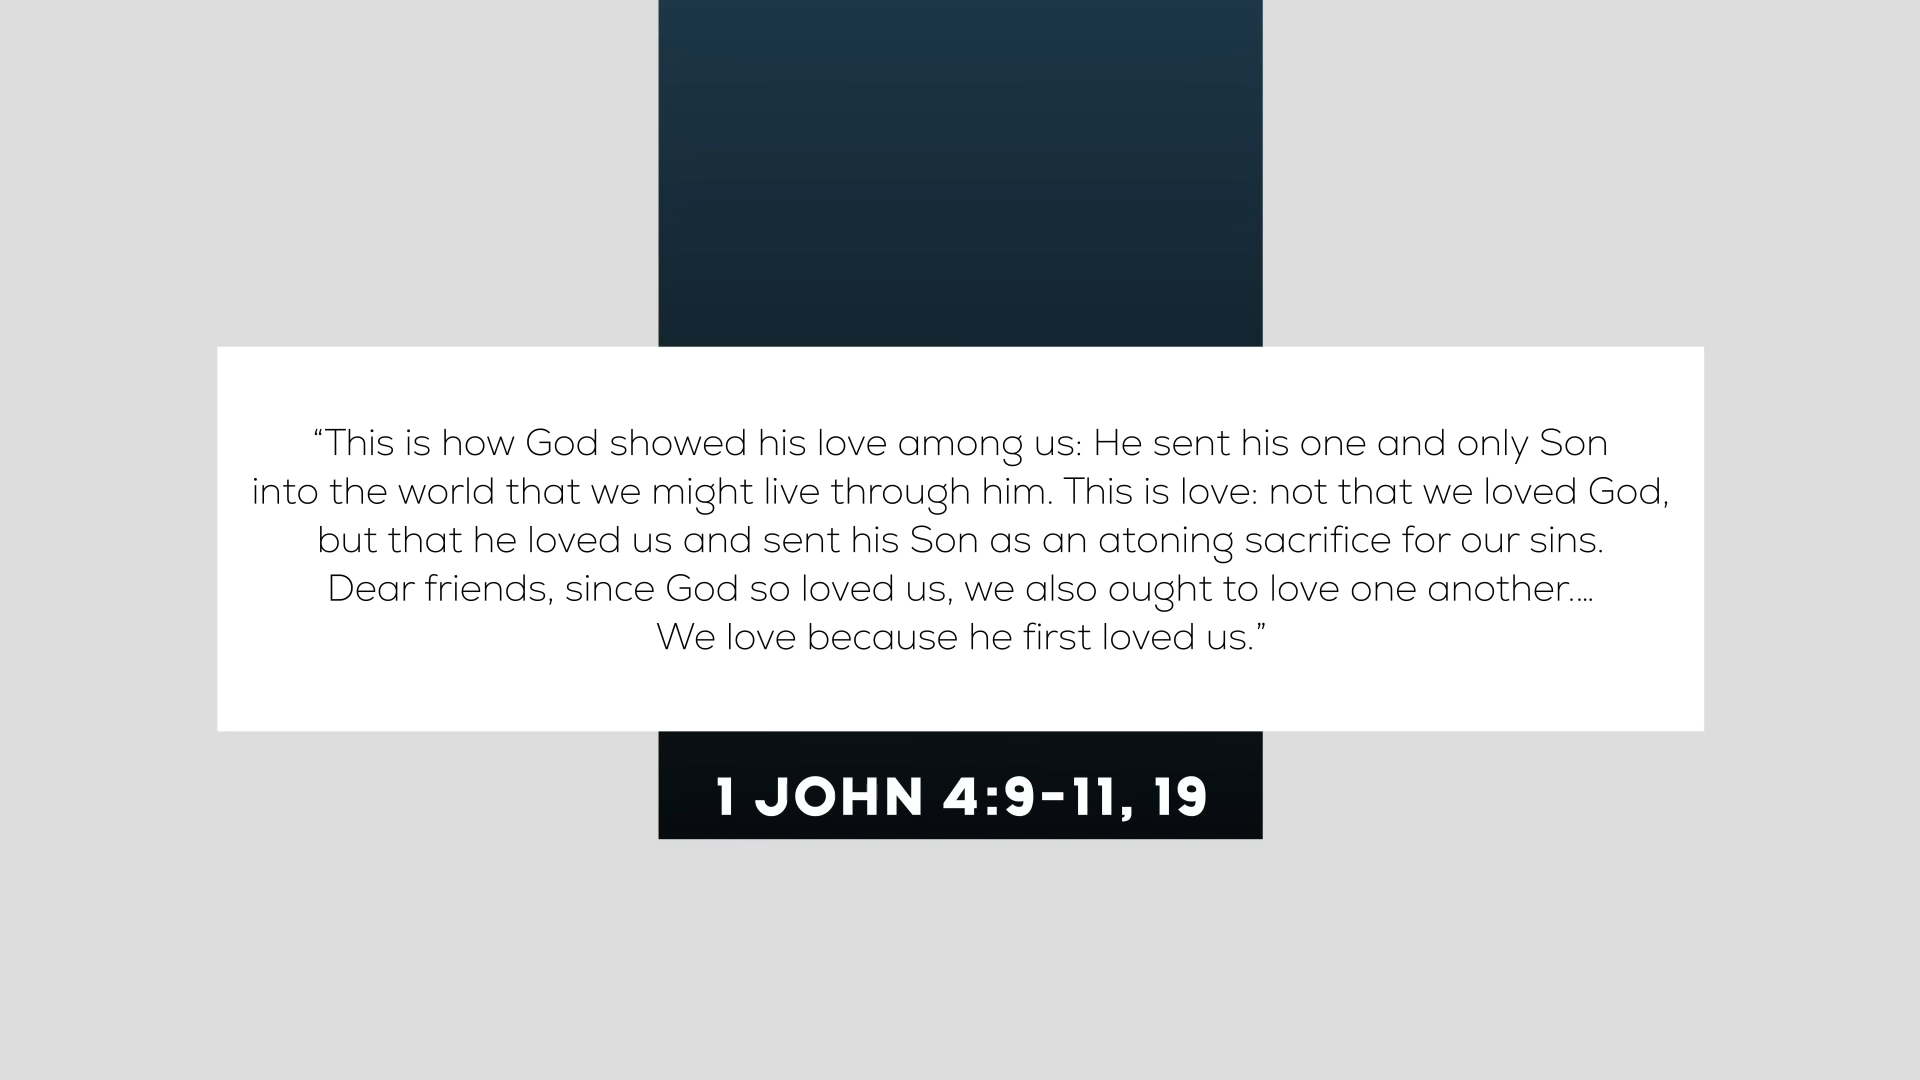 “This is how God showed his love among us: He sent his one and only Son
into the world that we might live through him. This is love: not that we loved God,
but that he loved us and sent his Son as an atoning sacrifice for our sins.
Dear friends, since God so loved us, we also ought to love one another.…
We love because he first loved us.”
1 JOHN 4:9-11, 19